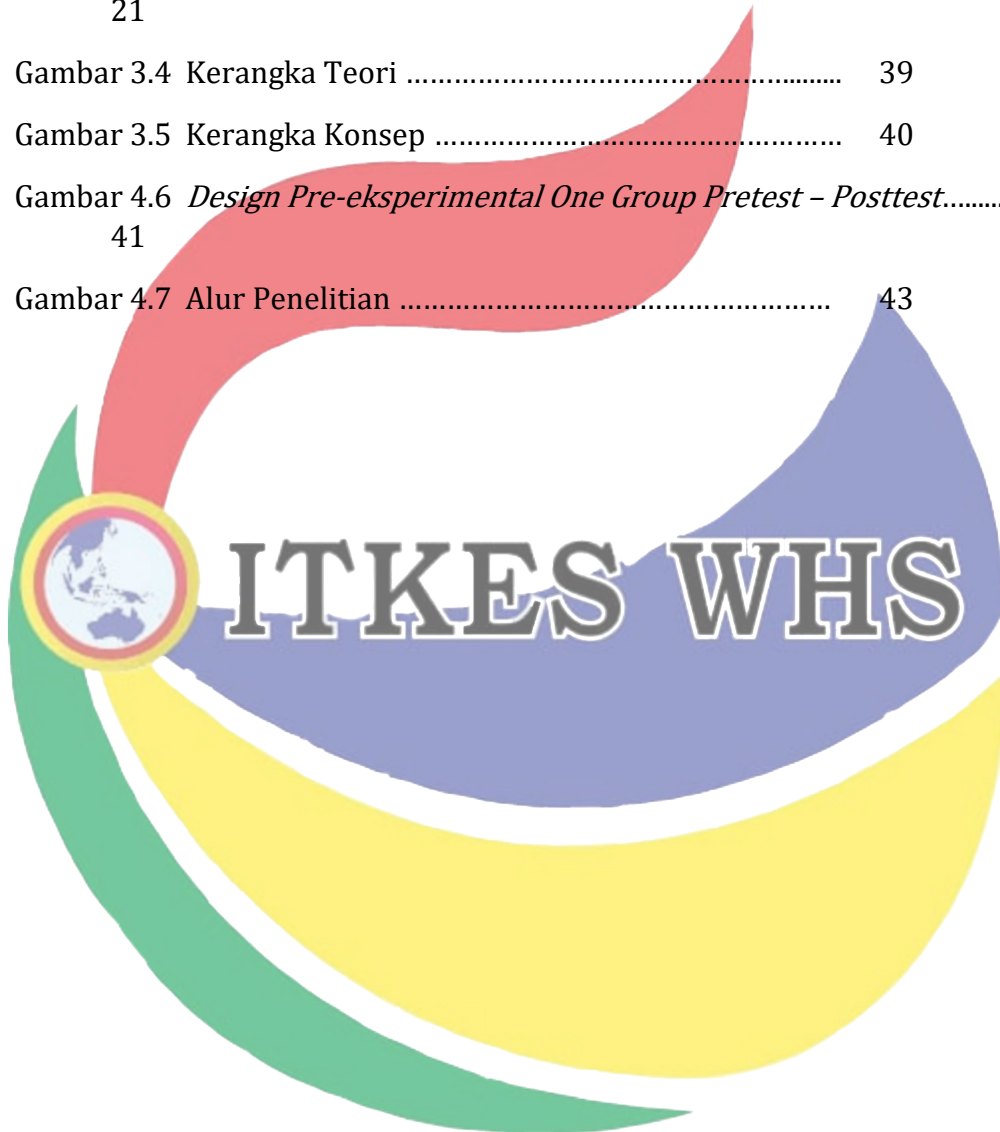 21
Gambar 3.4 Kerangka Teori ................................................... 39
Gambar 3.5 Kerangka Konsep ................................................ 40
Gambar 4.6 Design Pre-eksperimental One Group Pretest – Posttest..........
41
Gambar 4.7 Alur Penelitian .................................................. 43
ITKES WHS